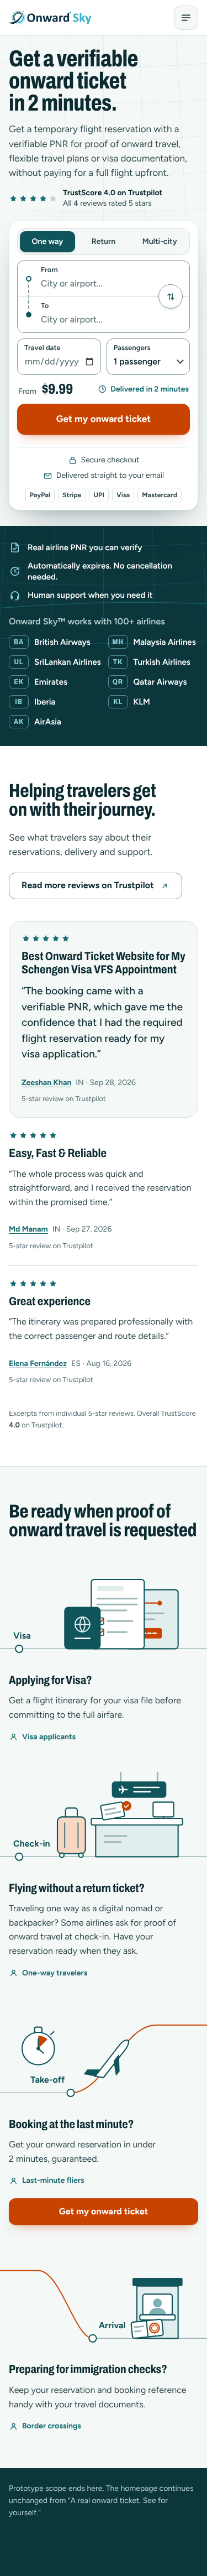 Onward Sky
Get a verifiable
onward ticket
in 2 minutes.
Get a temporary flight reservation with a
verifiable PNR for proof of onward travel,
flexible travel plans or visa documentation,
without paying for a full flight upfront.
TrustScore 4.0 on Trustpilot
All 4 reviews rated 5 stars
One way
Return
Multi-city
From
City or airport...
To
City or airport...
Travel date
mm/dd/yyyy
Passengers
1 passenger
From $9.99
Delivered in 2 minutes
Get my onward ticket
Secure checkout
Delivered straight to your email
PayPal
Stripe
UPI
Visa
Mastercard
Real airline PNR you can verify
Automatically expires. No cancellation
needed.
Human support when you need it
Onward Sky™ works with 100+ airlines
BA British Airways
MH Malaysia Airlines
UL SriLankan Airlines
TK Turkish Airlines
EK Emirates
QR Qatar Airways
IB Iberia
KL KLM
AK AirAsia
Helping travelers get
on with their journey.
See what travelers say about their
reservations, delivery and support.
Read more reviews on Trustpilot
Best Onward Ticket Website for My
Schengen Visa VFS Appointment
“The booking came with a
verifiable PNR, which gave me the
confidence that I had the required
flight reservation ready for my
visa application.”
Zeeshan Khan IN · Sep 28, 2026
5-star review on Trustpilot
Easy, Fast & Reliable
“The whole process was quick and
straightforward, and I received the reservation
within the promised time.”
Md Manam IN · Sep 27, 2026
5-star review on Trustpilot
Great experience
“The itinerary was prepared professionally with
the correct passenger and route details.”
Elena Fernández ES · Aug 16, 2026
5-star review on Trustpilot
Excerpts from individual 5-star reviews. Overall TrustScore
4.0 on Trustpilot.
Be ready when proof of
onward travel is requested
Visa
Applying for Visa?
Get a flight itinerary for your visa file before
committing to the full airfare.
Visa applicants
Check-in
Flying without a return ticket?
Traveling one way as a digital nomad or
backpacker? Some airlines ask for proof of
onward travel at check-in. Have your
reservation ready when they ask.
One-way travelers
Take-off
Booking at the last minute?
Get your onward reservation in under
2 minutes, guaranteed.
Last-minute fliers
Get my onward ticket
Arrival
Preparing for immigration checks?
Keep your reservation and booking reference
handy with your travel documents.
Border crossings
Prototype scope ends here. The homepage continues
unchanged from “A real onward ticket. See for
yourself.”